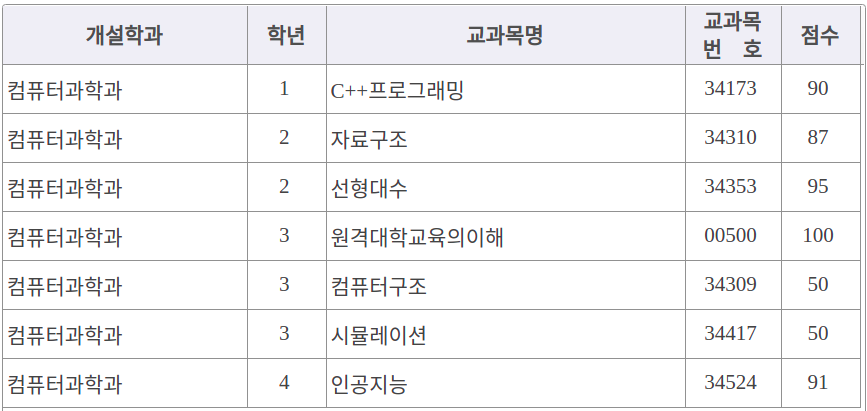 개설학과 학년 교과목명 교과목 번 호 점수
컴퓨터과학과 1 C++프로그래밍 34173 90
컴퓨터과학과 2 자료구조 34310 87
컴퓨터과학과 2 선형대수 34353 95
컴퓨터과학과 3 원격대학교육의이해 00500 100
컴퓨터과학과 3 컴퓨터구조 34309 50
컴퓨터과학과 3 시뮬레이션 34417 50
컴퓨터과학과 4 인공지능 34524 91